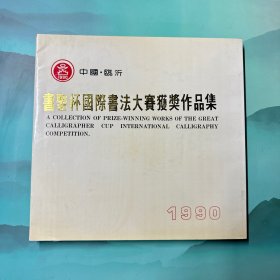 中國·臨沂
書聖杯國際書法大賽獲獎作品集
A COLLECTION OF PRIZE-WINNING WORKS OF THE GREAT
CALLIGRAPHER CUP INTERNATIONAL CALLIGRAPHY
COMPETITION.
1990